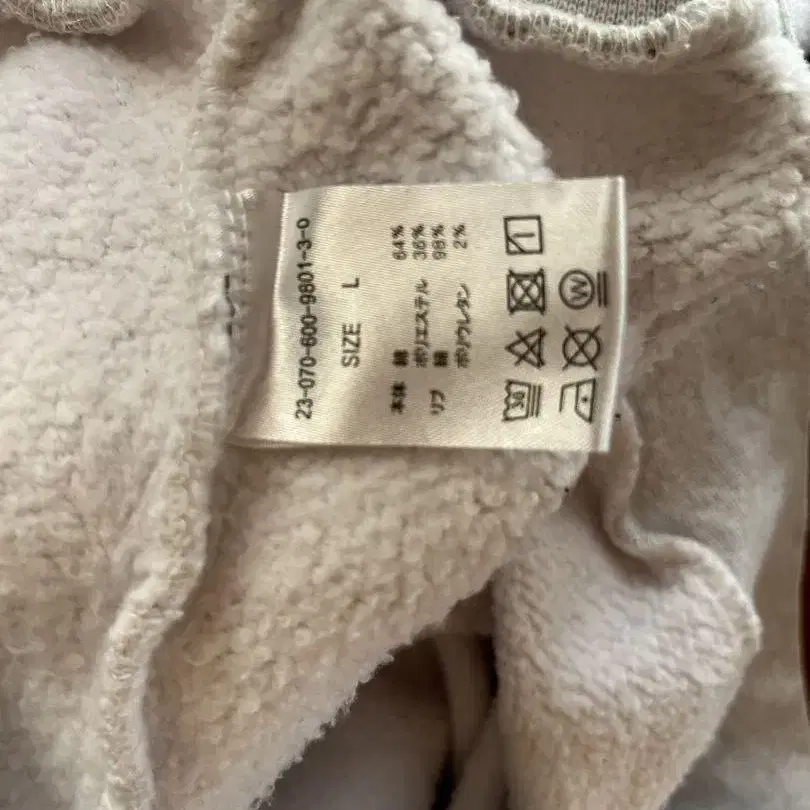 23-070-600-9801-3-0
SIZE L
本体 綿 64%
ポリエステル 36%
リブ 綿 98%
ポリウレタン 2%
30
W